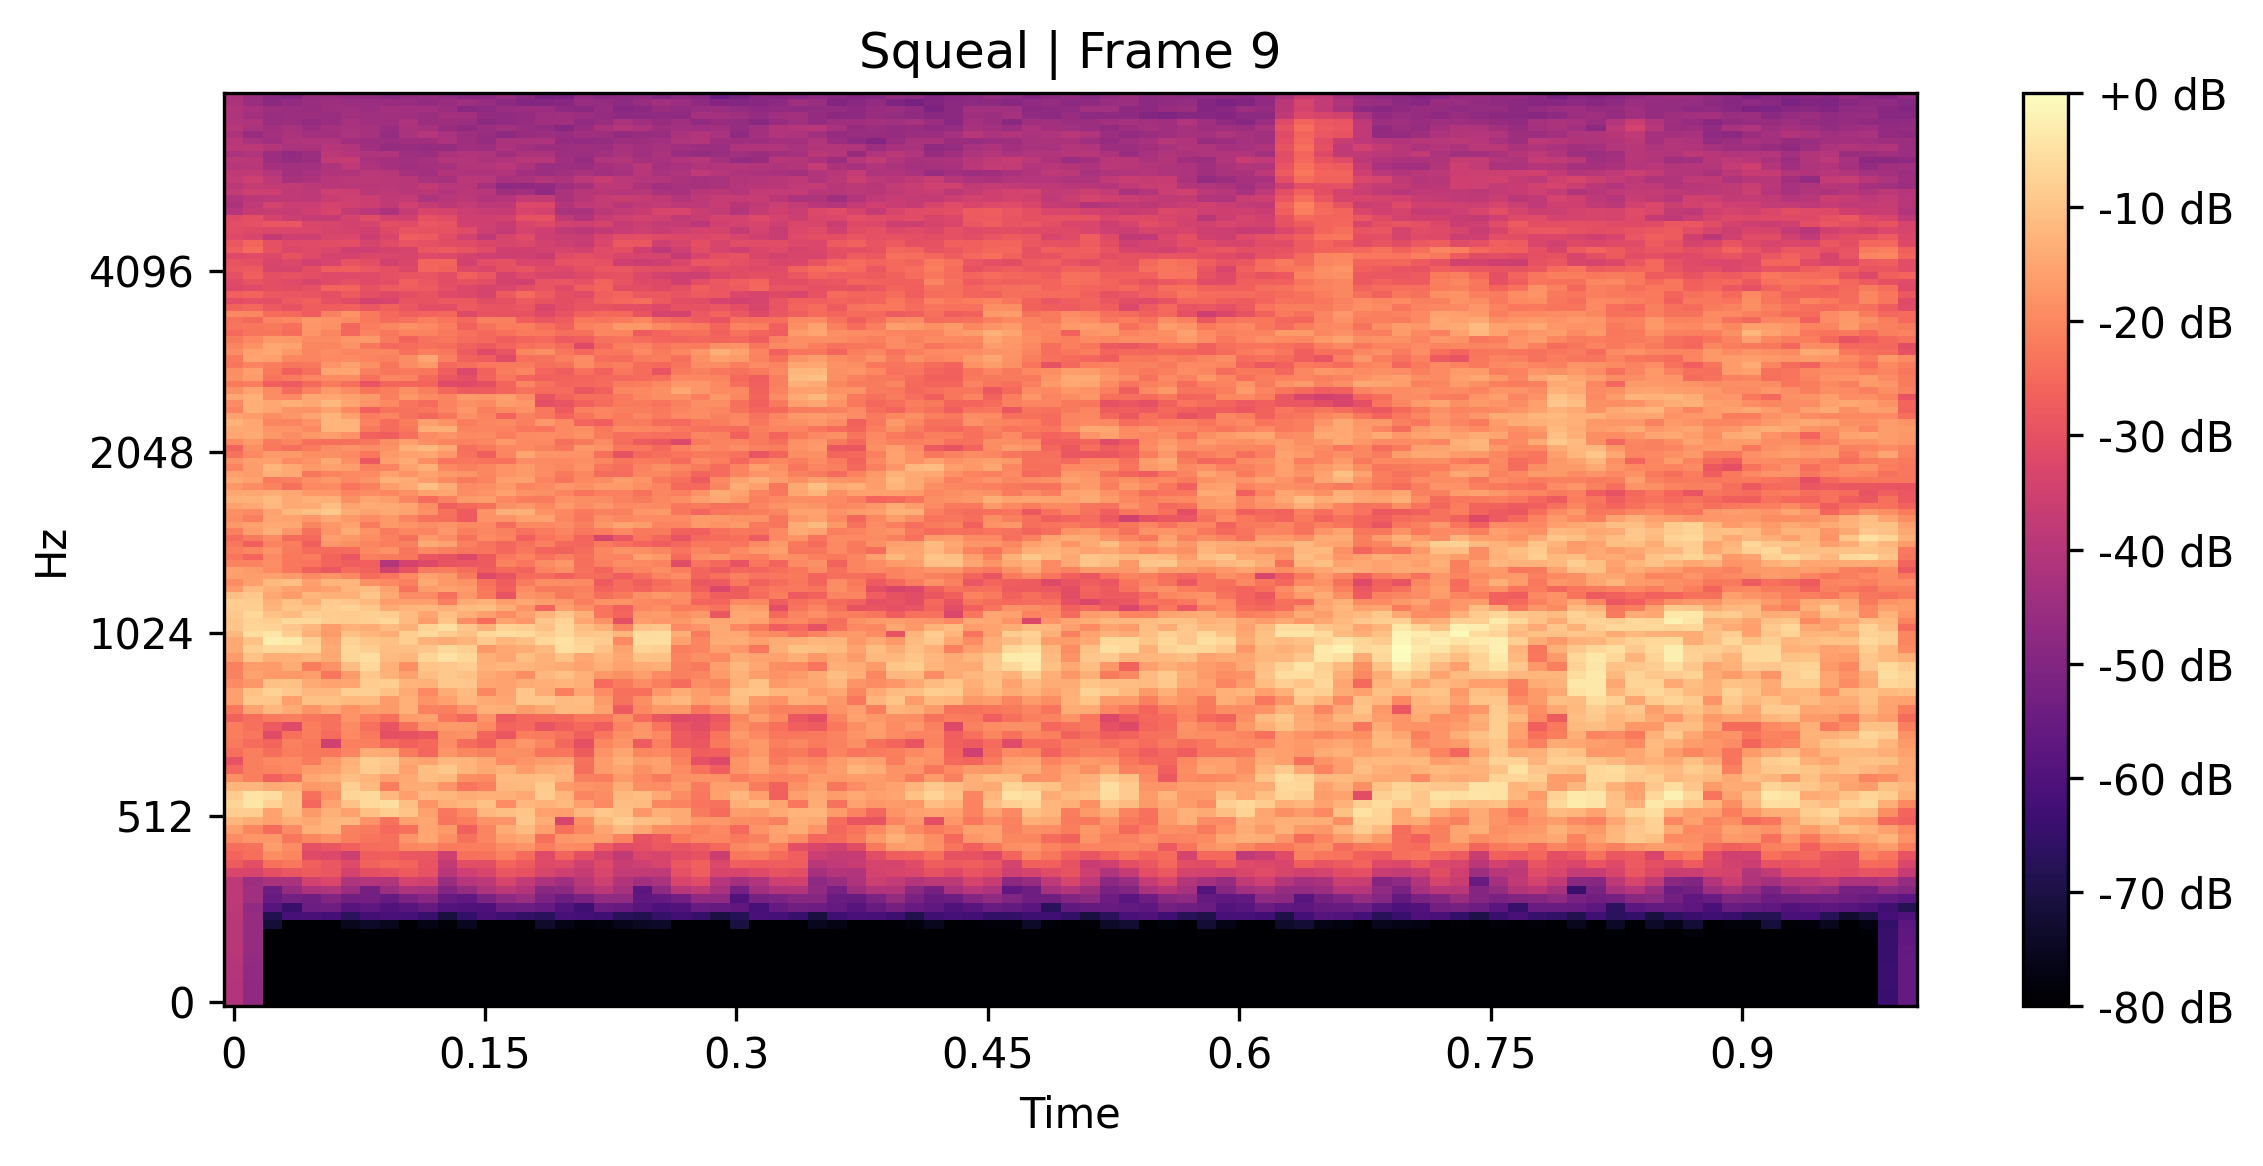 Squeal | Frame 9
+0 dB
-10 dB
-20 dB
-30 dB
-40 dB
-50 dB
-60 dB
-70 dB
-80 dB
Hz
4096
2048
1024
512
0
0 0.15 0.3 0.45 0.6 0.75 0.9
Time